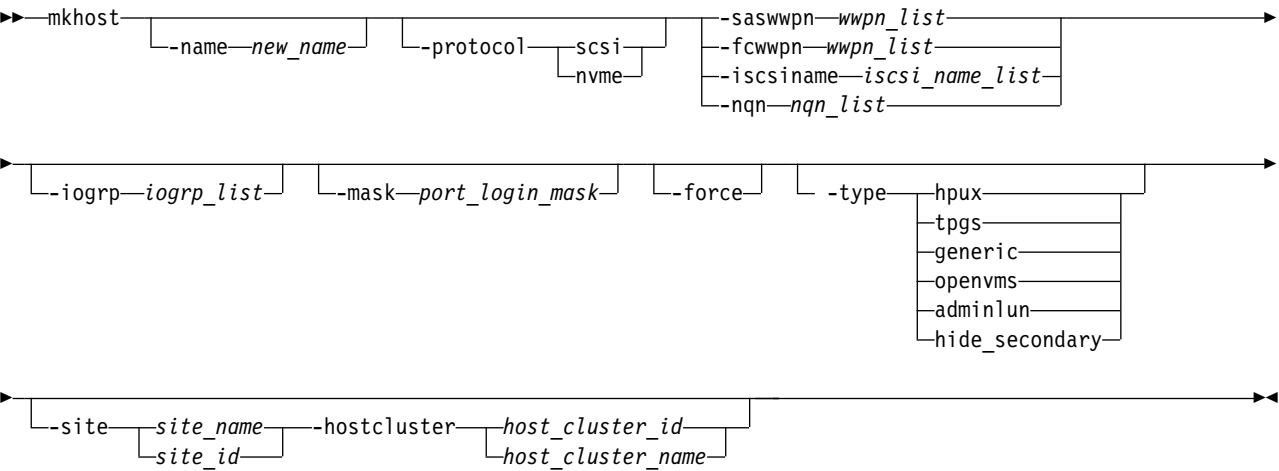 mkhost -saswwpn wwpn_list
-name new_name -protocol scsi -fcwwpn wwpn_list
nvme -iscsiname iscsi_name_list
-nqn nqn_list
-iogrp iogrp_list -mask port_login_mask -force -type hpux
tpgs
generic
openvms
adminlun
hide_secondary
-site site_name -hostcluster host_cluster_id
site_id host_cluster_name